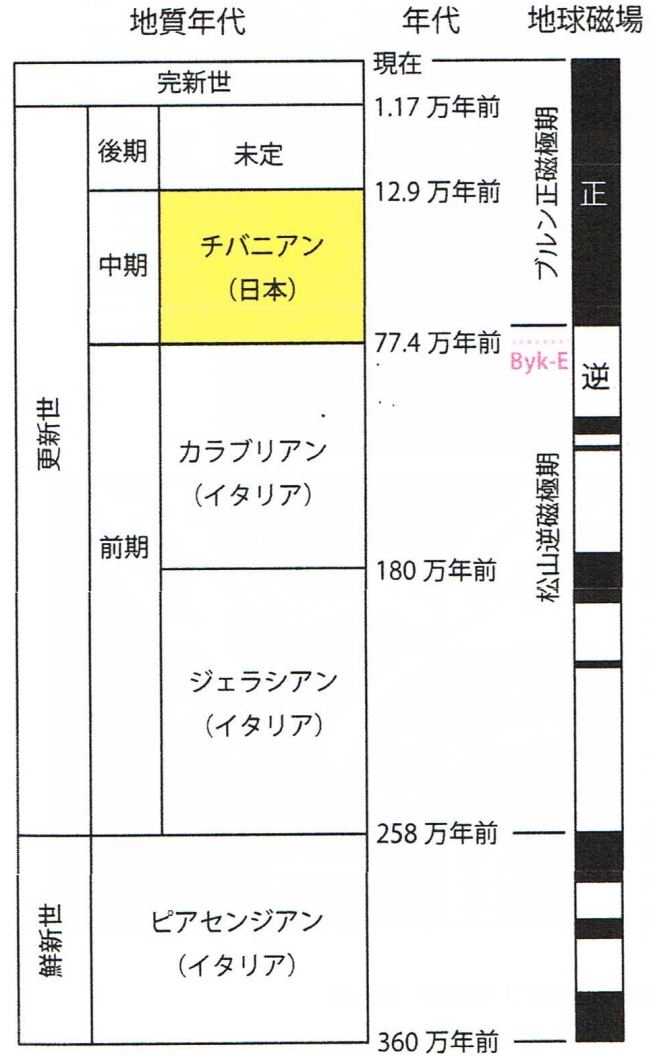 地質年代
年代
地球磁場
完新世
更新世
後期
未定
中期
チバニアン
（日本）
前期
カラブリアン
（イタリア）
ジェラシアン
（イタリア）
鮮新世
ピアセンジアン
（イタリア）
現在
1.17 万年前
12.9 万年前
77.4 万年前
180 万年前
258 万年前
360 万年前
ブルン正磁極期
Byk-E
松山逆磁極期
正
逆